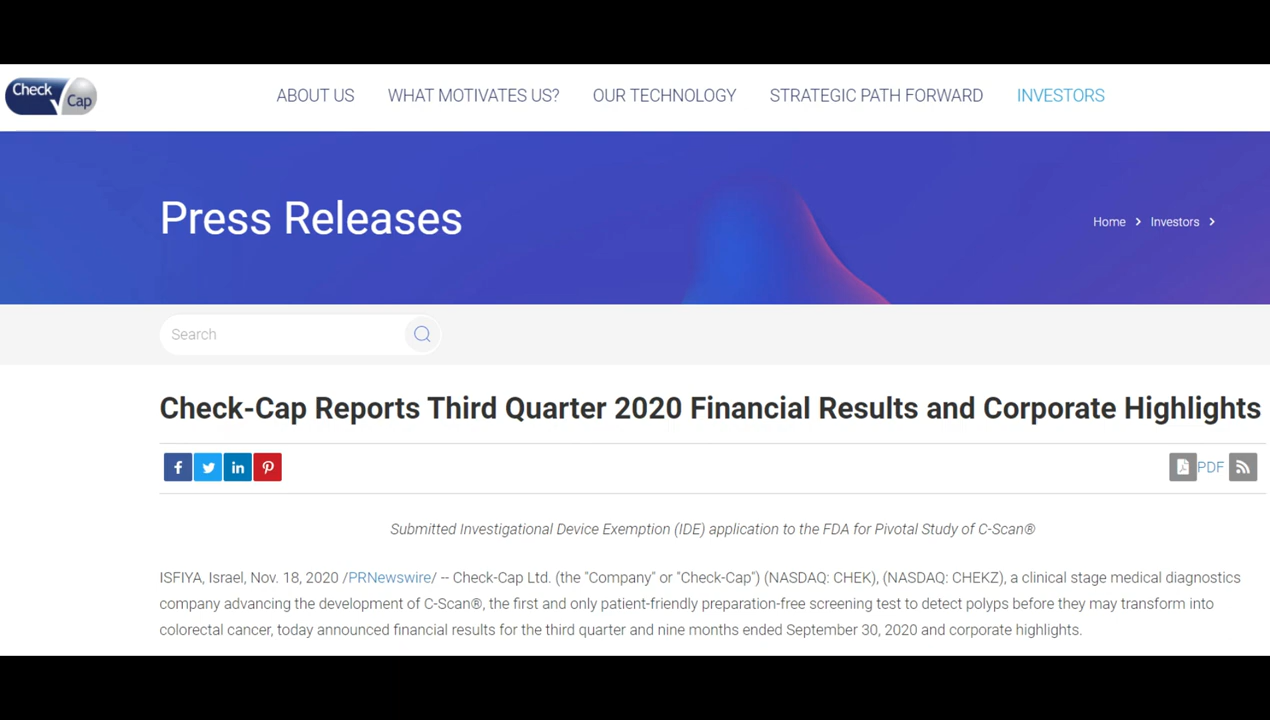 Check Cap
ABOUT US WHAT MOTIVATES US? OUR TECHNOLOGY STRATEGIC PATH FORWARD INVESTORS
Press Releases
Home > Investors >
Search
Check-Cap Reports Third Quarter 2020 Financial Results and Corporate Highlights
PDF
Submitted Investigational Device Exemption (IDE) application to the FDA for Pivotal Study of C-Scan®
ISFIYA, Israel, Nov. 18, 2020 /PRNewswire/ -- Check-Cap Ltd. (the "Company" or "Check-Cap") (NASDAQ: CHEK), (NASDAQ: CHEKZ), a clinical stage medical diagnostics
company advancing the development of C-Scan®, the first and only patient-friendly preparation-free screening test to detect polyps before they may transform into
colorectal cancer, today announced financial results for the third quarter and nine months ended September 30, 2020 and corporate highlights.